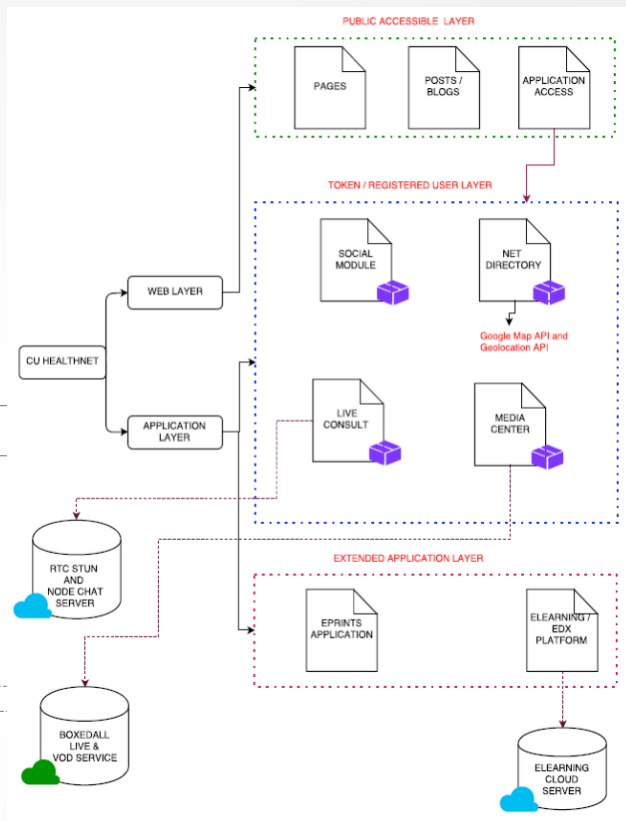 PUBLIC ACCESSIBLE LAYER
PAGES
POSTS /
BLOGS
APPLICATION
ACCESS
TOKEN / REGISTERED USER LAYER
SOCIAL
MODULE
NET
DIRECTORY
WEB LAYER
Google Map API and
Geolocation API
CU HEALTHNET
LIVE
CONSULT
MEDIA
CENTER
APPLICATION
LAYER
RTC STUN
AND
NODE CHAT
SERVER
EXTENDED APPLICATION LAYER
EPRINTS
APPLICATION
ELEARNING /
EDX
PLATFORM
BOXEDALL
LIVE &
VOD SERVICE
ELEARNING
CLOUD
SERVER